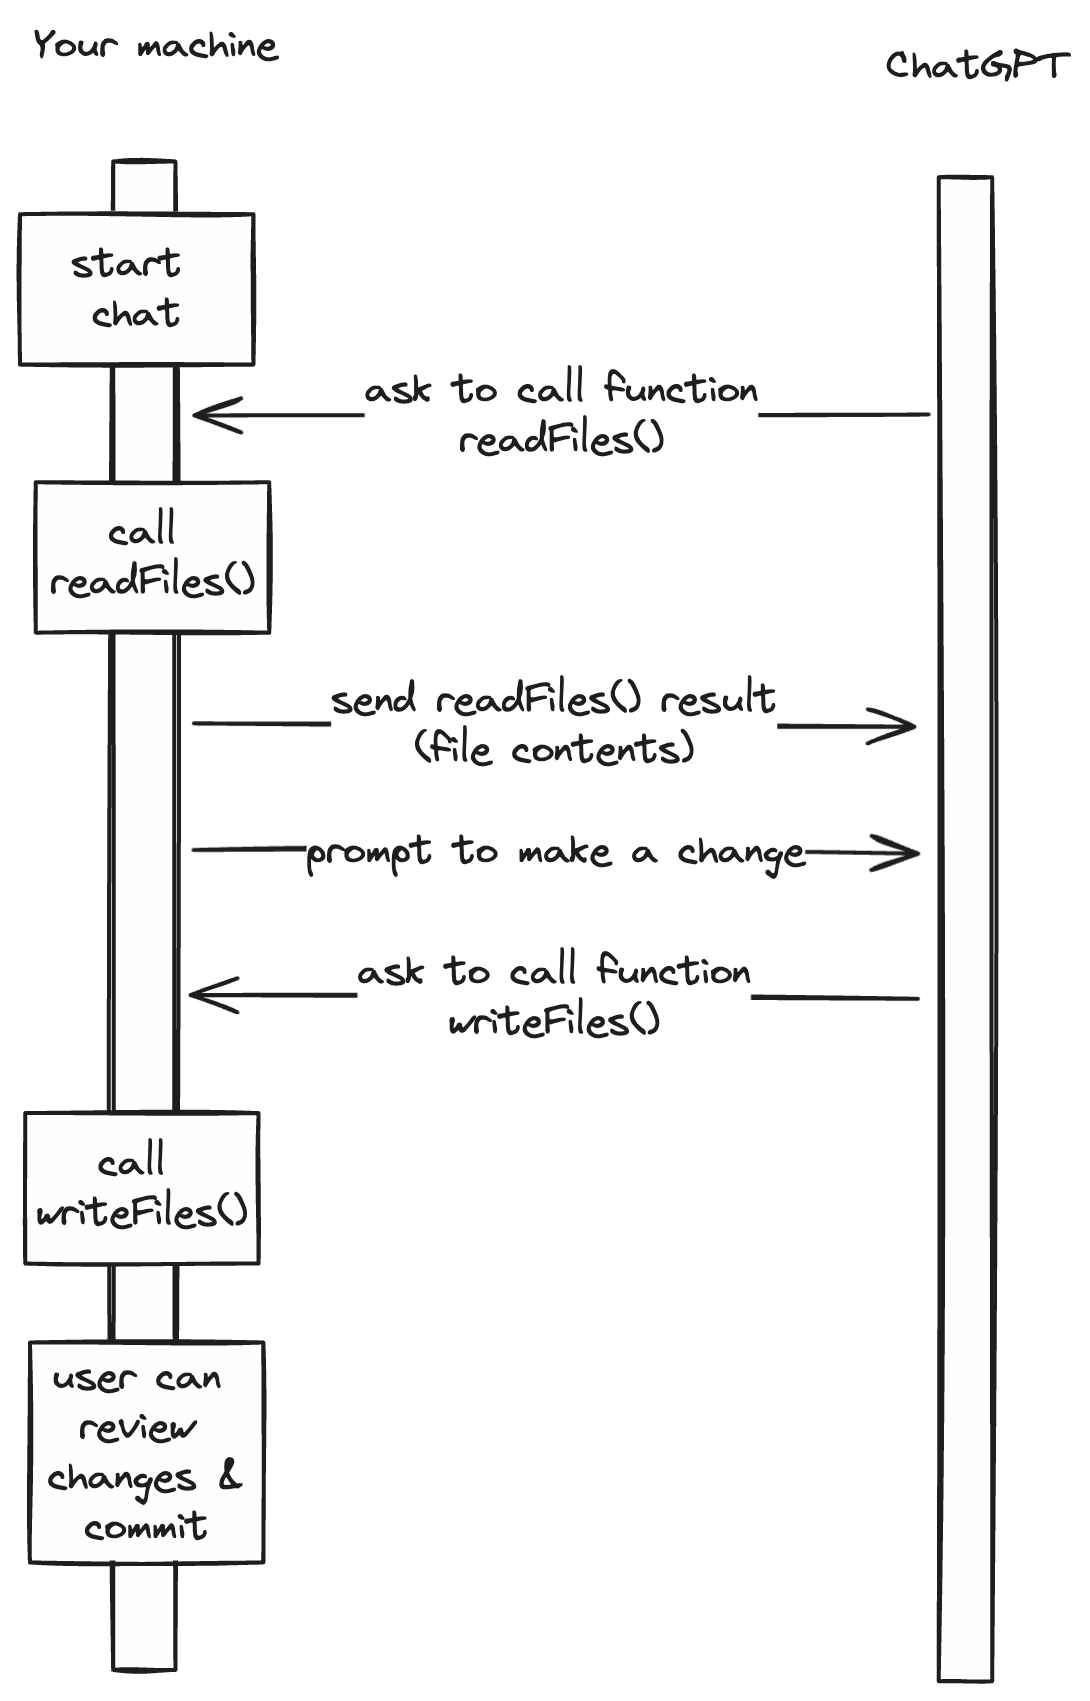 Your machine
ChatGPT
start
chat
ask to call function
readFiles()
call
readFiles()
send readFiles() result
(file contents)
prompt to make a change
ask to call function
writeFiles()
call
writeFiles()
user can
review
changes &
commit